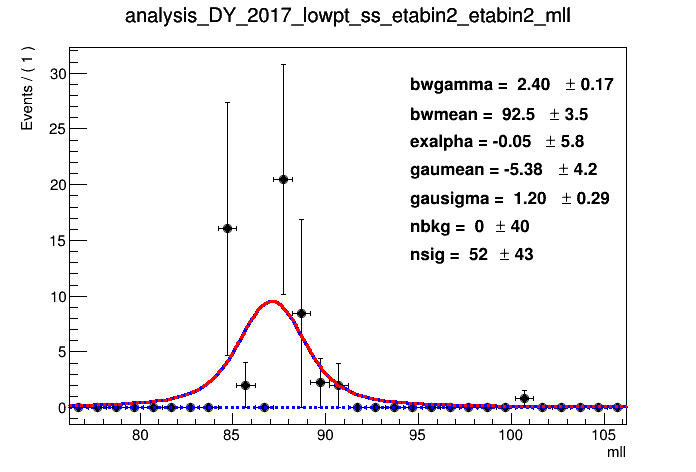 analysis_DY_2017_lowpt_ss_etabin2_etabin2_mll
Events / ( 1 )
30
25
20
15
10
5
0
bwgamma = 2.40 ± 0.17
bwmean = 92.5 ± 3.5
exalpha = -0.05 ± 5.8
gaumean = -5.38 ± 4.2
gausigma = 1.20 ± 0.29
nbkg = 0 ± 40
nsig = 52 ± 43
80 85 90 95 100 105
mll